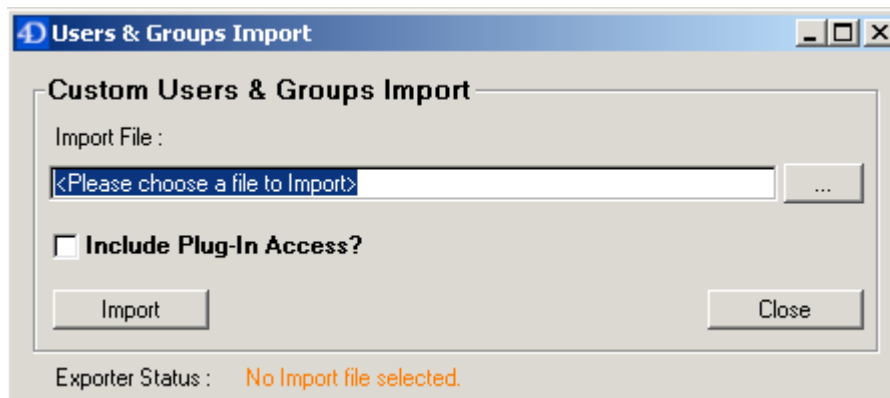 4D Users & Groups Import
Custom Users & Groups Import
Import File :
<Please choose a file to Import>
...
Include Plug-In Access?
Import
Close
Exporter Status : No Import file selected.